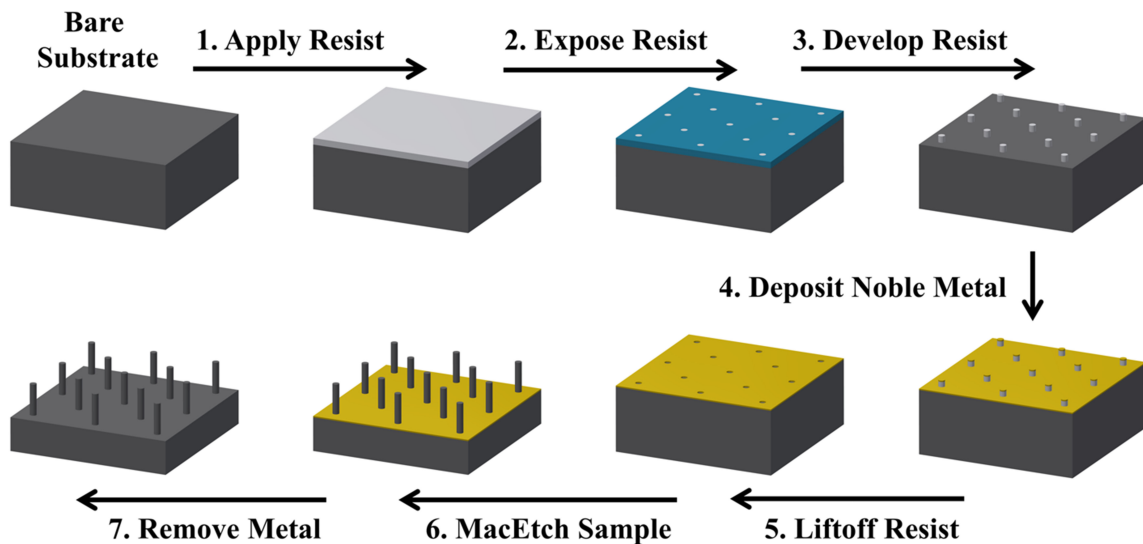 Bare
Substrate
1. Apply Resist
2. Expose Resist
3. Develop Resist
4. Deposit Noble Metal
5. Liftoff Resist
6. MacEtch Sample
7. Remove Metal